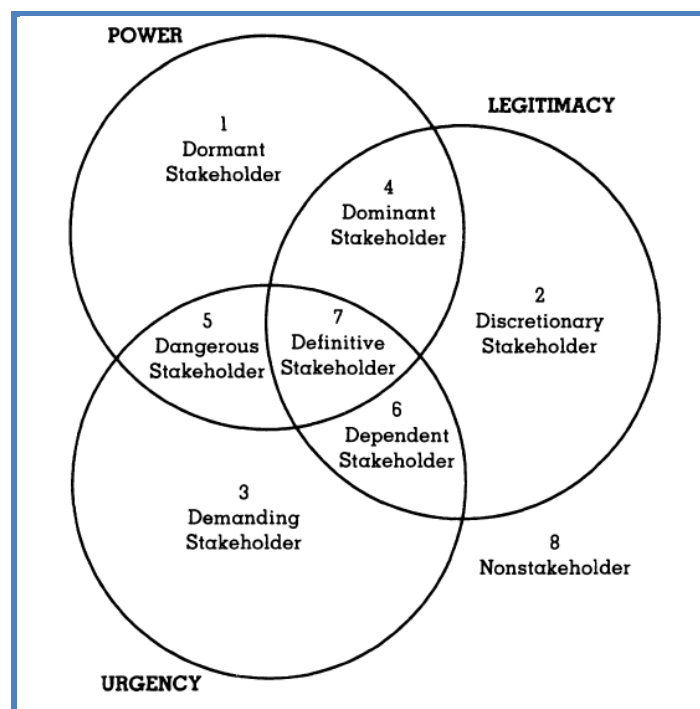 POWER
LEGITIMACY
1
Dormant
Stakeholder
4
Dominant
Stakeholder
2
Discretionary
Stakeholder
5
Dangerous
Stakeholder
7
Definitive
Stakeholder
6
Dependent
Stakeholder
3
Demanding
Stakeholder
8
Nonstakeholder
URGENCY